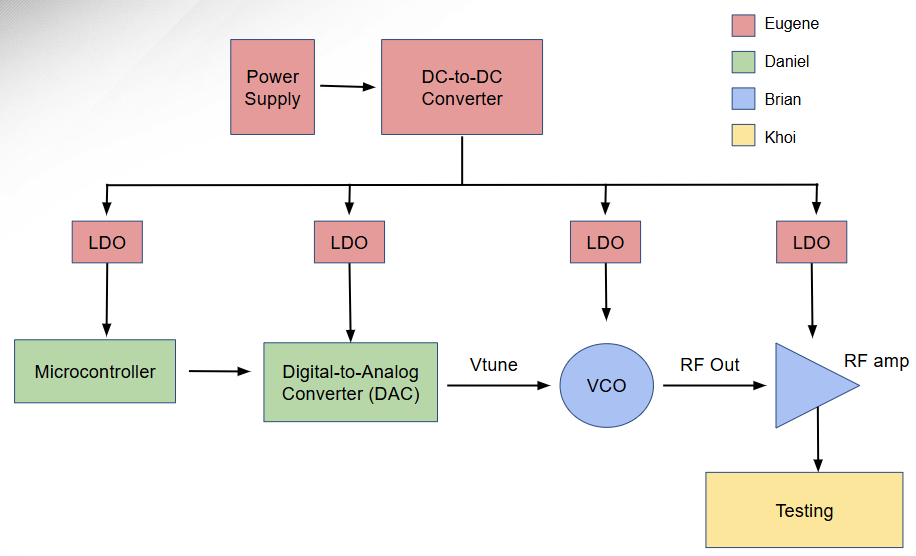 Eugene
Daniel
Brian
Khoi
Power
Supply
DC-to-DC
Converter
LDO
LDO
LDO
LDO
Microcontroller
Digital-to-Analog
Converter (DAC)
Vtune
VCO
RF Out
RF amp
Testing